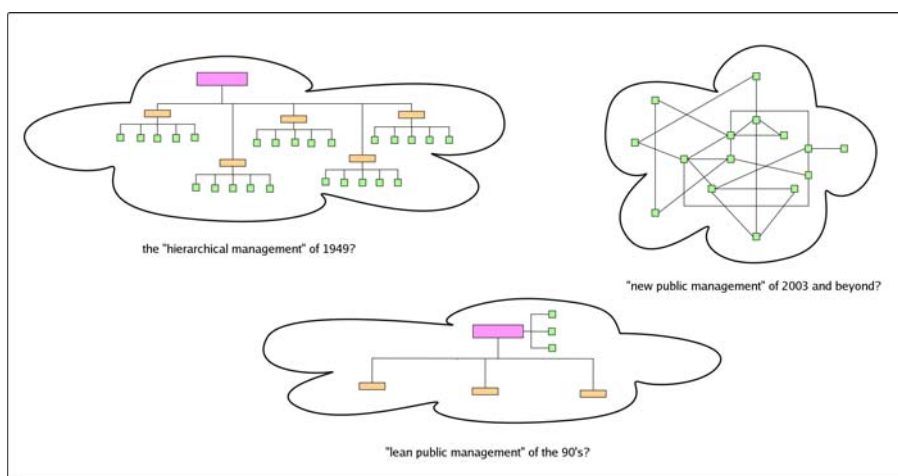 the "hierarchical management" of 1949?
"new public management" of 2003 and beyond?
"lean public management" of the 90's?